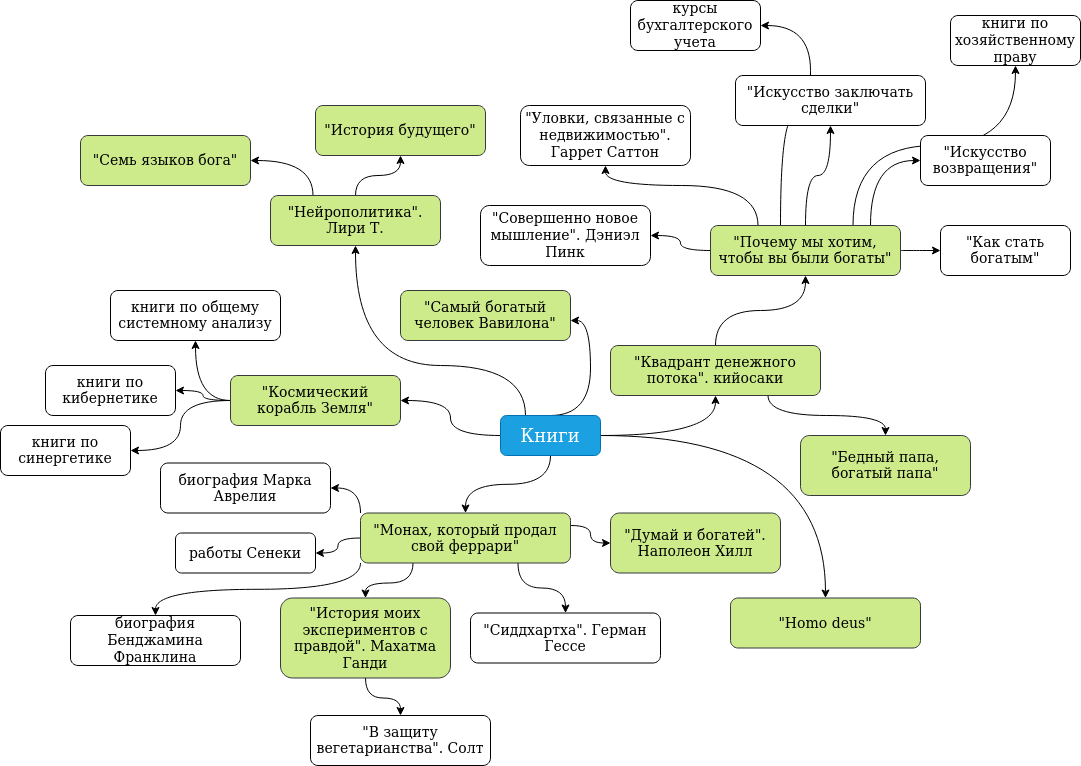 курсы
бухгалтерского
учета
книги по
хозяйственному
праву
"Искусство заключать
сделки"
"Уловки, связанные с
недвижимостью".
Гаррет Саттон
"История будущего"
"Семь языков бога"
"Искусство
возвращения"
"Нейрополитика".
Лири Т.
"Совершенно новое
мышление". Дэниэл
Пинк
"Почему мы хотим,
чтобы вы были богаты"
"Как стать
богатым"
книги по общему
системному анализу
"Самый богатый
человек Вавилона"
"Квадрант денежного
потока". кийосаки
книги по
кибернетике
"Космический
корабль Земля"
Книги
книги по
синергетике
"Бедный папа,
богатый папа"
биография Марка
Аврелия
"Монах, который продал
свой феррари"
"Думай и богатей".
Наполеон Хилл
работы Сенеки
биография
Бенджамина
Франклина
"История моих
экспериментов с
правдой". Махатма
Ганди
"Сиддхартха". Герман
Гессе
"Homo deus"
"В защиту
вегетарианства". Солт